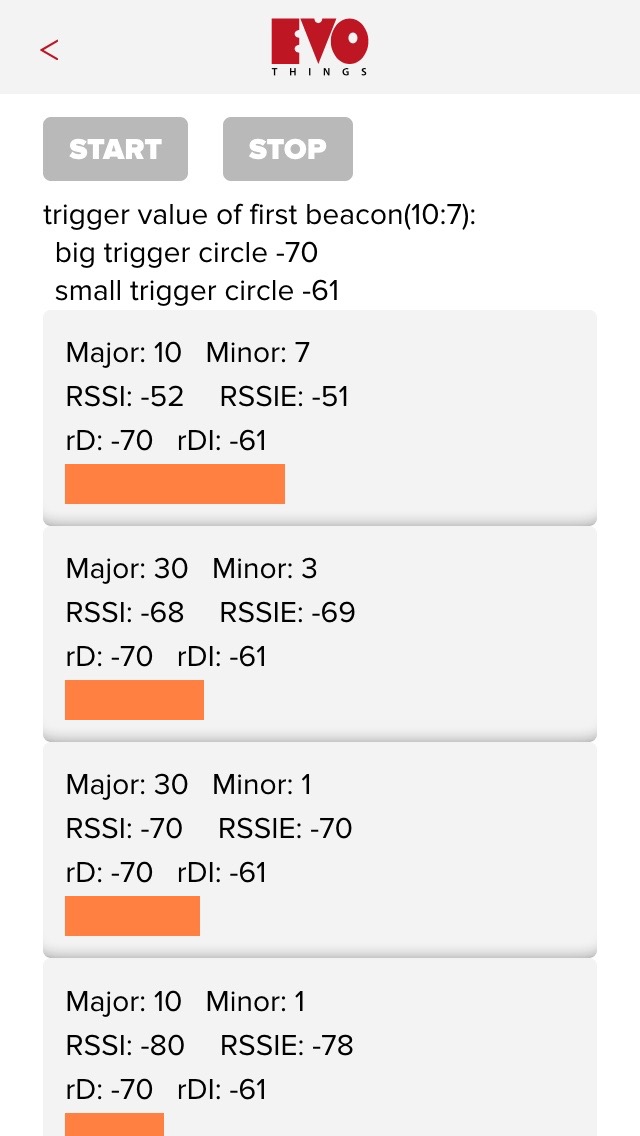 <
EVO
THINGS
START STOP
trigger value of first beacon(10:7):
big trigger circle -70
small trigger circle -61
Major: 10 Minor: 7
RSSI: -52 RSSIE: -51
rD: -70 rDI: -61
Major: 30 Minor: 3
RSSI: -68 RSSIE: -69
rD: -70 rDI: -61
Major: 30 Minor: 1
RSSI: -70 RSSIE: -70
rD: -70 rDI: -61
Major: 10 Minor: 1
RSSI: -80 RSSIE: -78
rD: -70 rDI: -61